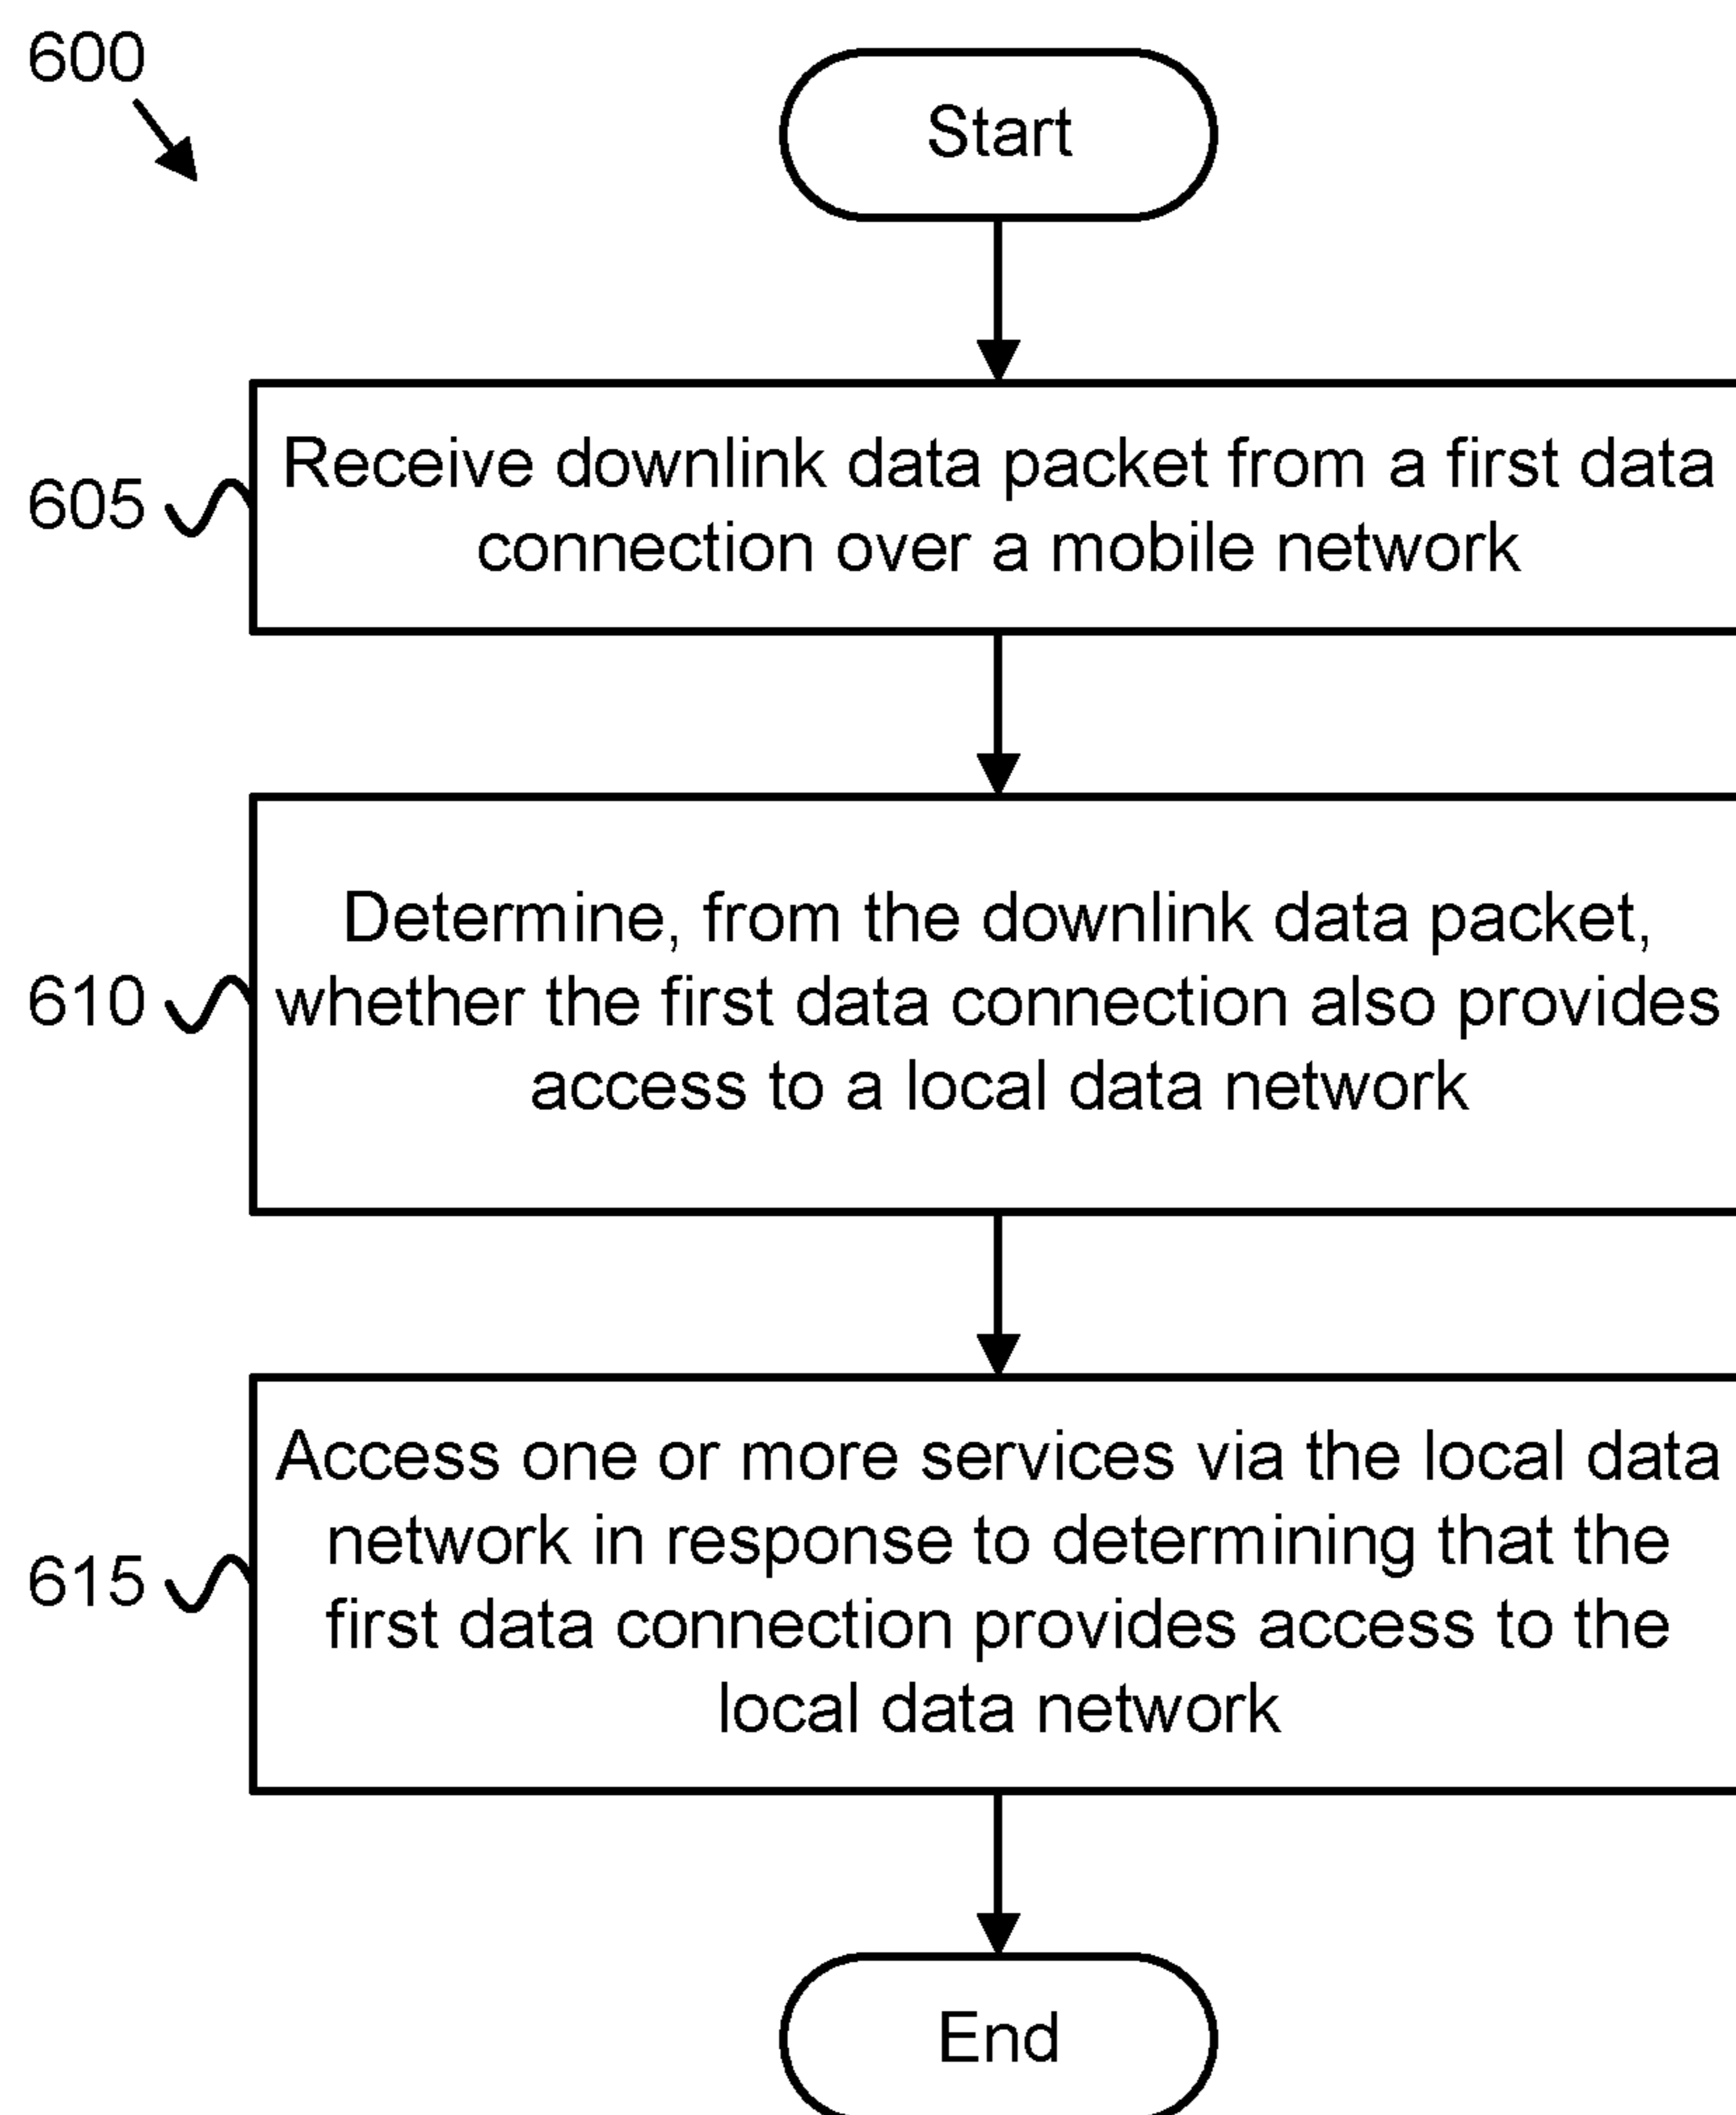 600
Start
605
Receive downlink data packet from a first data
connection over a mobile network
610
Determine, from the downlink data packet,
whether the first data connection also provides
access to a local data network
615
Access one or more services via the local data
network in response to determining that the
first data connection provides access to the
local data network
End